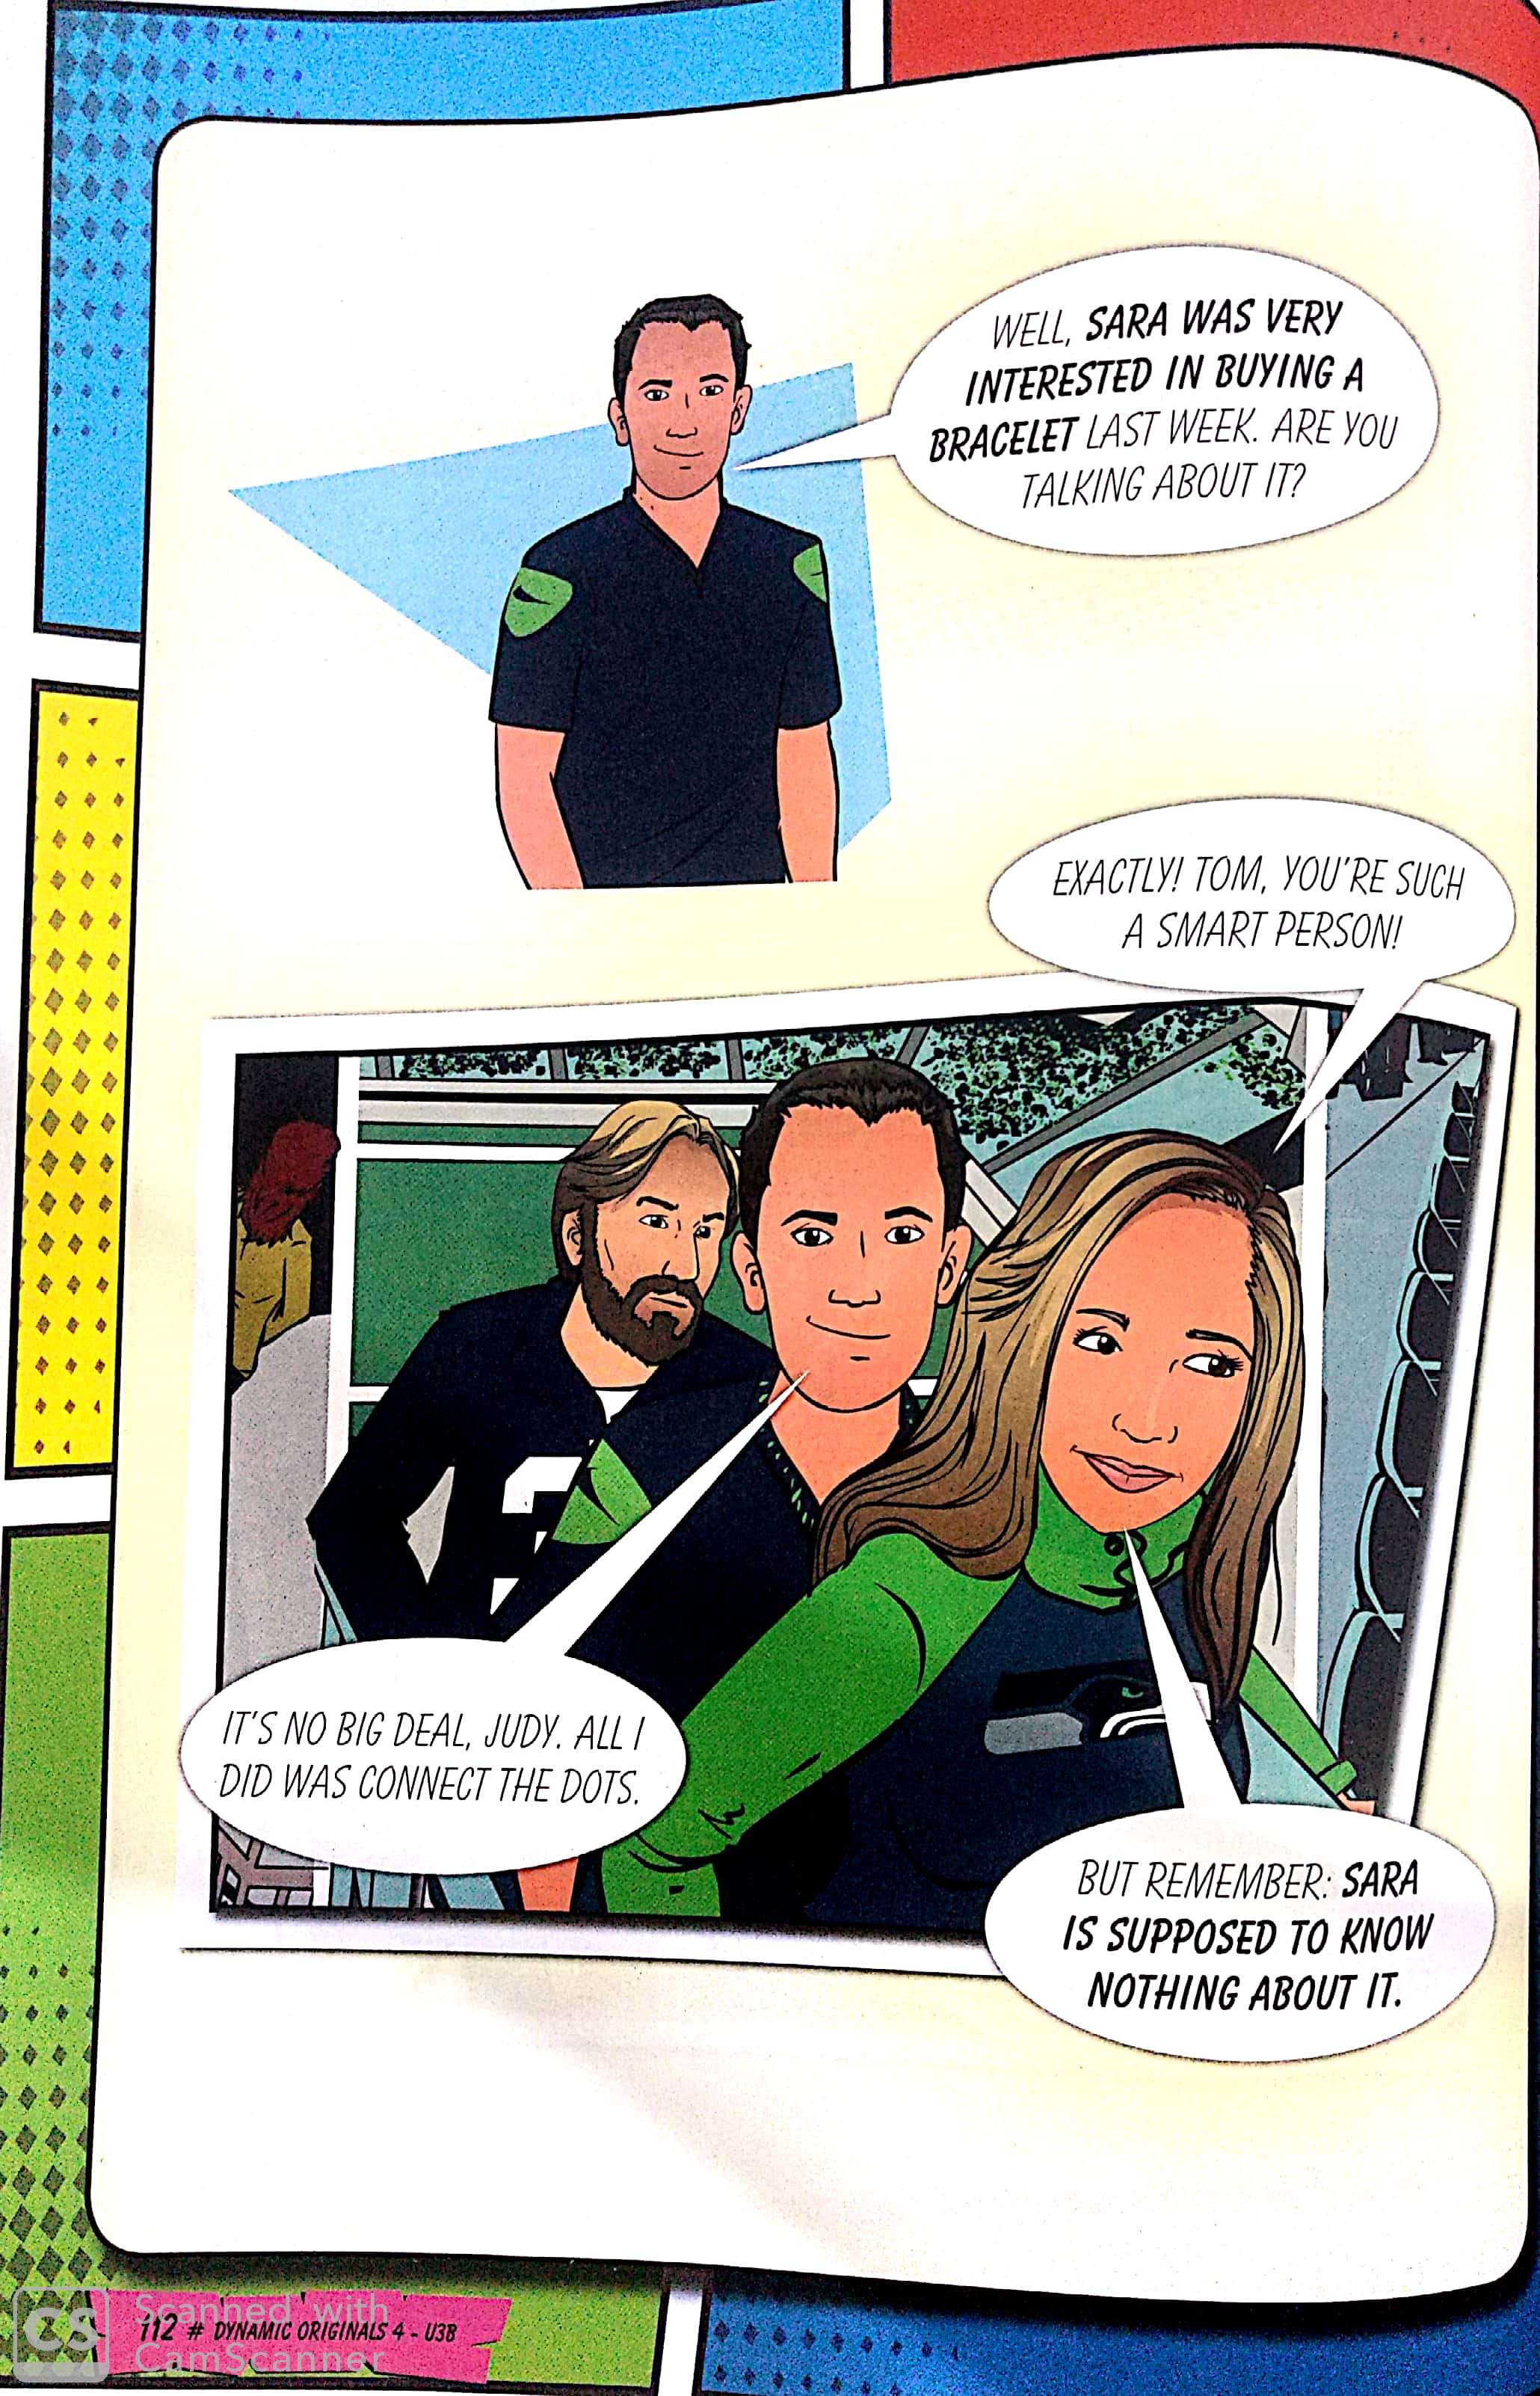 WELL, SARA WAS VERY
INTERESTED IN BUYING A
BRACELET LAST WEEK. ARE YOU
TALKING ABOUT IT?
EXACTLY! TOM, YOU'RE SUCH
A SMART PERSON!
IT'S NO BIG DEAL, JUDY. ALL I
DID WAS CONNECT THE DOTS.
BUT REMEMBER: SARA
IS SUPPOSED TO KNOW
NOTHING ABOUT IT.
112 # DYNAMIC ORIGINALS 4 - U3B
CS
Scanned with
CamScanner